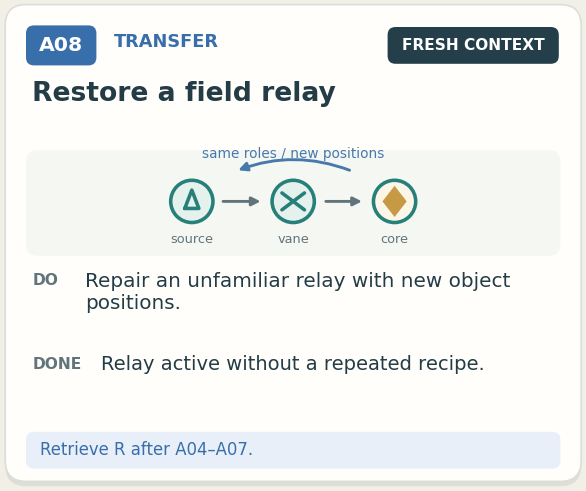 A08 TRANSFER FRESH CONTEXT
Restore a field relay
same roles / new positions
source vane core
DO Repair an unfamiliar relay with new object
positions.
DONE Relay active without a repeated recipe.
Retrieve R after A04–A07.